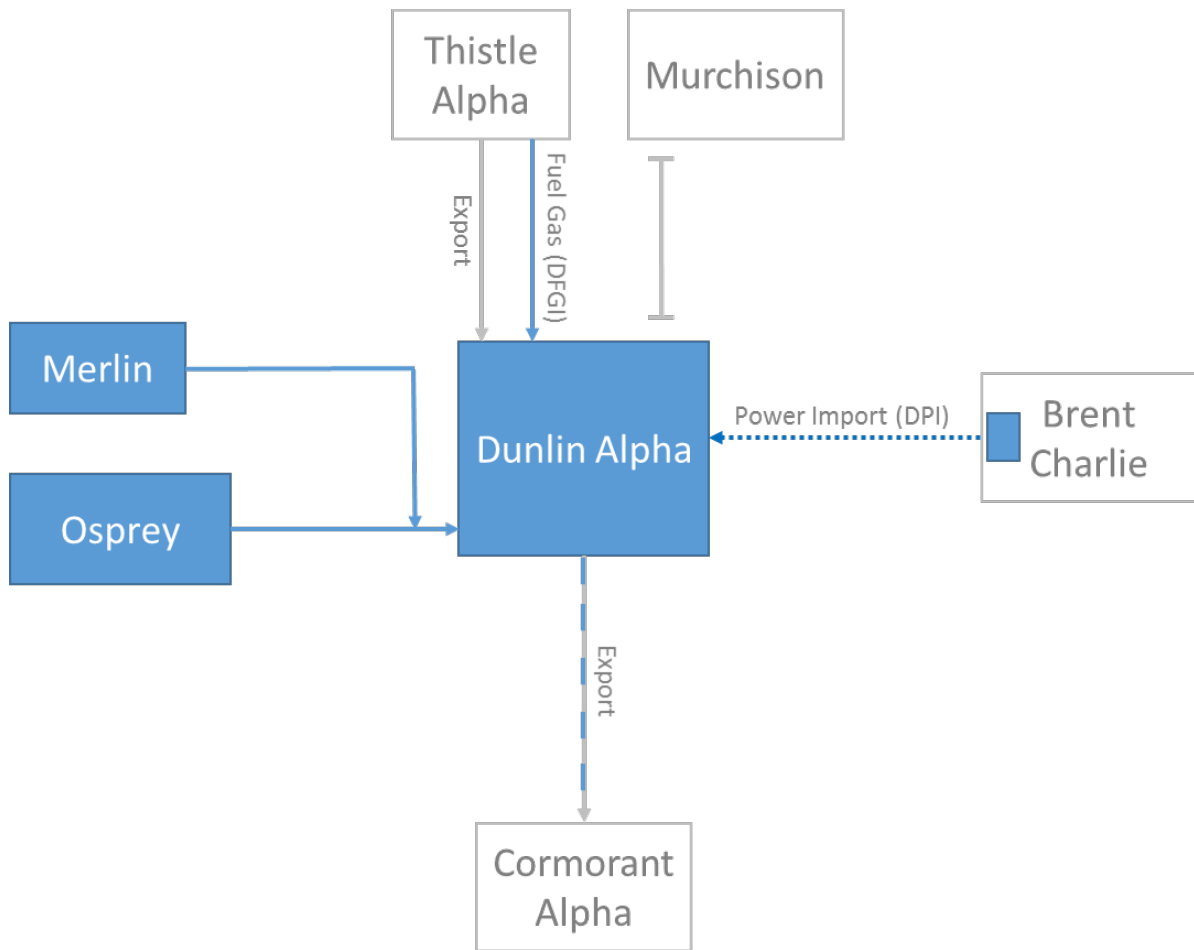 Thistle
Alpha
Murchison
Export
Fuel Gas (DFGI)
Merlin
Dunlin Alpha
Power Import (DPI)
Brent
Charlie
Osprey
Export
Cormorant
Alpha